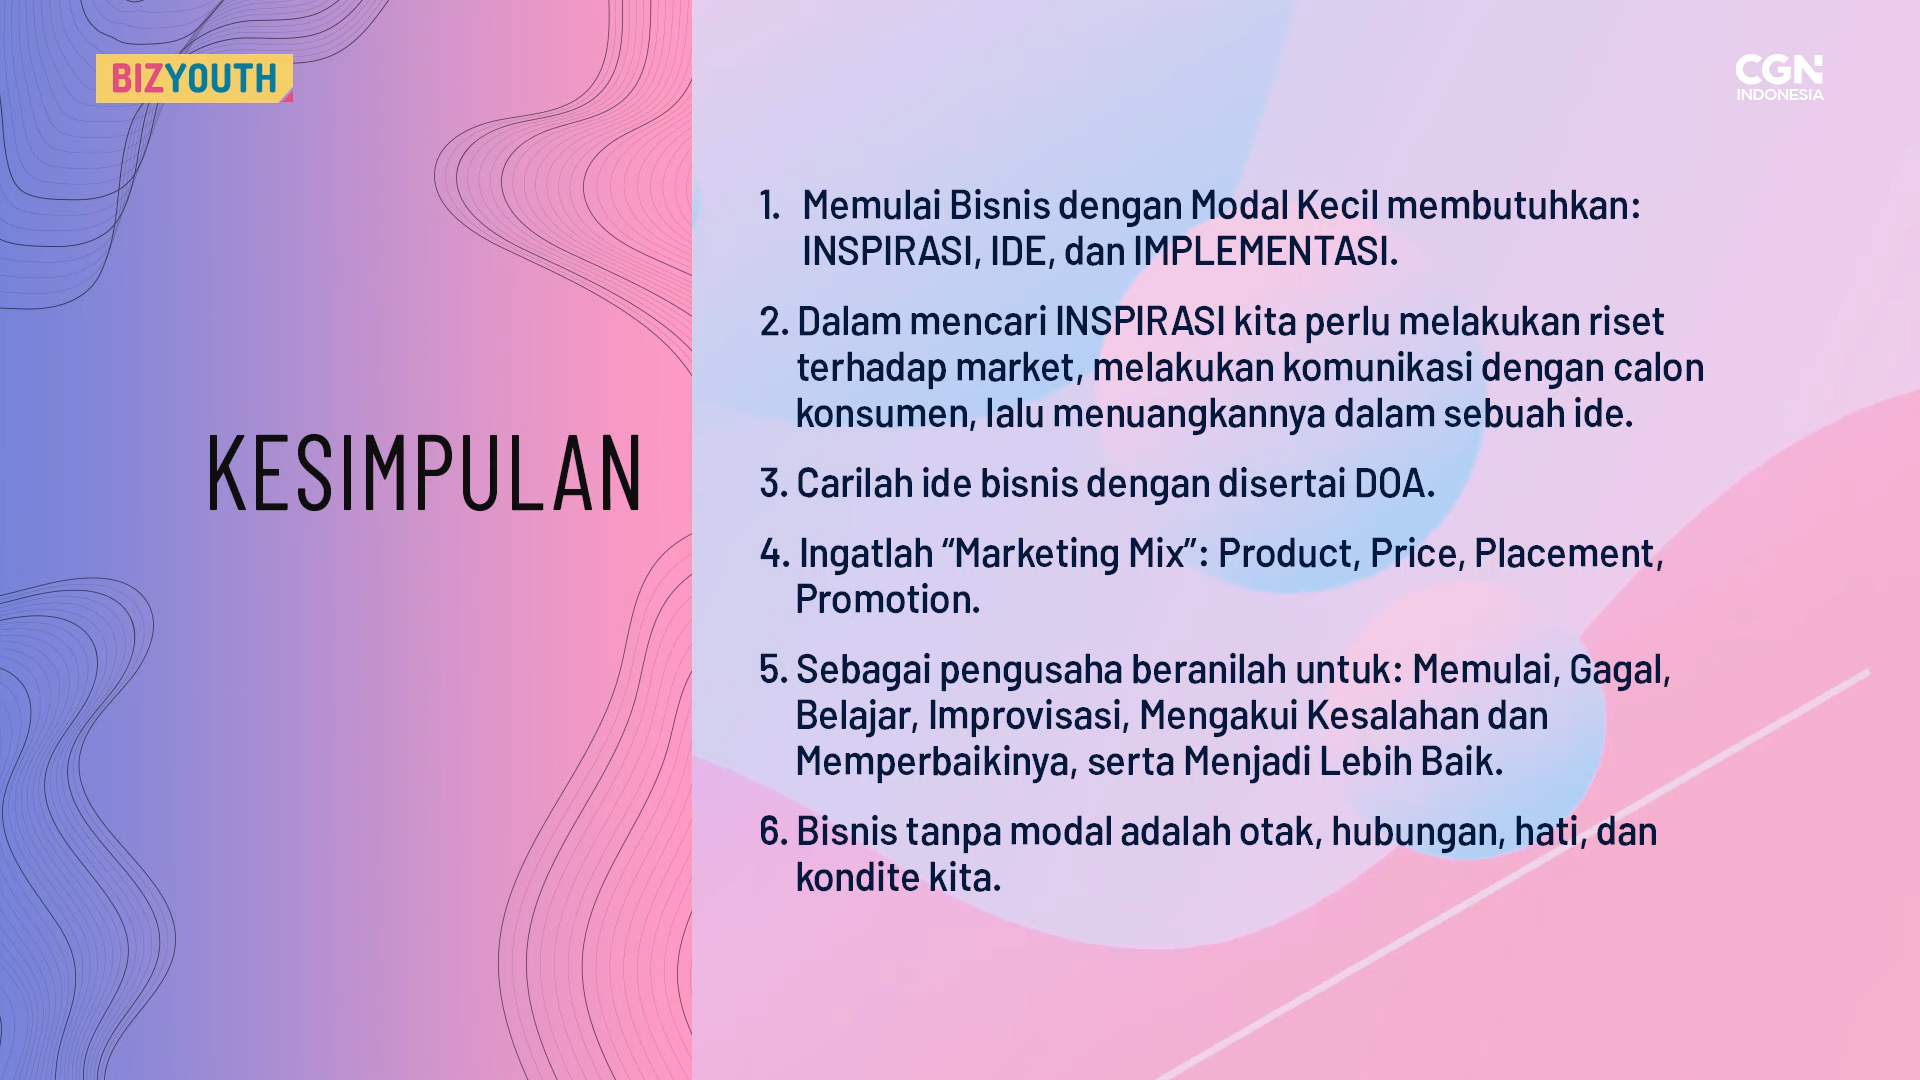 BIZYOUTH
CGN
INDONESIA
KESIMPULAN
1. Memulai Bisnis dengan Modal Kecil membutuhkan:
INSPIRASI, IDE, dan IMPLEMENTASI.
2. Dalam mencari INSPIRASI kita perlu melakukan riset
terhadap market, melakukan komunikasi dengan calon
konsumen, lalu menuangkannya dalam sebuah ide.
3. Carilah ide bisnis dengan disertai DOA.
4. Ingatlah “Marketing Mix”: Product, Price, Placement,
Promotion.
5. Sebagai pengusaha beranilah untuk: Memulai, Gagal,
Belajar, Improvisasi, Mengakui Kesalahan dan
Memperbaikinya, serta Menjadi Lebih Baik.
6. Bisnis tanpa modal adalah otak, hubungan, hati, dan
kondite kita.